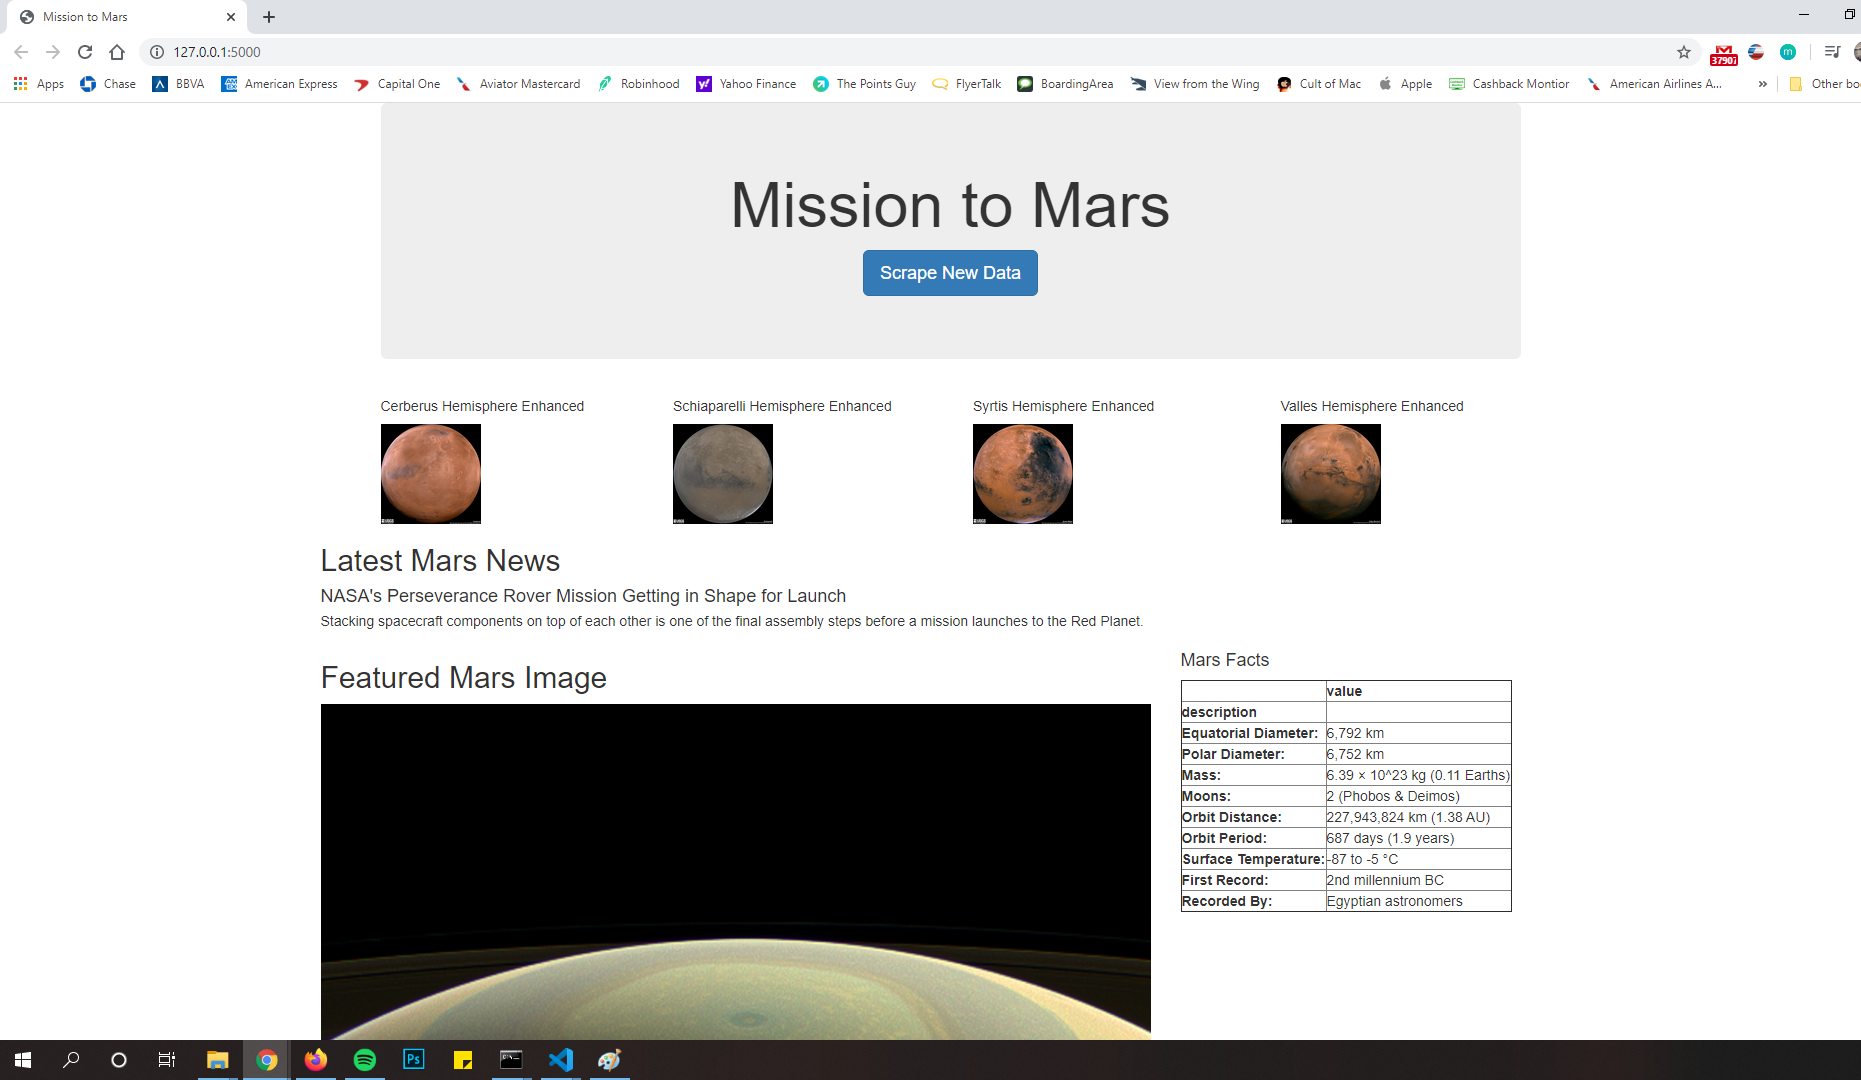 Mission to Mars
127.0.0.1:5000
37907
m
Apps Chase BBVA American Express Capital One Aviator Mastercard Robinhood Yahoo Finance The Points Guy FlyerTalk BoardingArea View from the Wing Cult of Mac Apple Cashback Montior American Airlines A... » Other bo
Mission to Mars
Scrape New Data
Cerberus Hemisphere Enhanced Schiaparelli Hemisphere Enhanced Syrtis Hemisphere Enhanced Valles Hemisphere Enhanced
Latest Mars News
NASA's Perseverance Rover Mission Getting in Shape for Launch
Stacking spacecraft components on top of each other is one of the final assembly steps before a mission launches to the Red Planet.
Featured Mars Image
Mars Facts
value
description
Equatorial Diameter: 6,792 km
Polar Diameter: 6,752 km
Mass: 6.39 × 10^23 kg (0.11 Earths)
Moons: 2 (Phobos & Deimos)
Orbit Distance: 227,943,824 km (1.38 AU)
Orbit Period: 687 days (1.9 years)
Surface Temperature: -87 to -5 °C
First Record: 2nd millennium BC
Recorded By: Egyptian astronomers
Ps